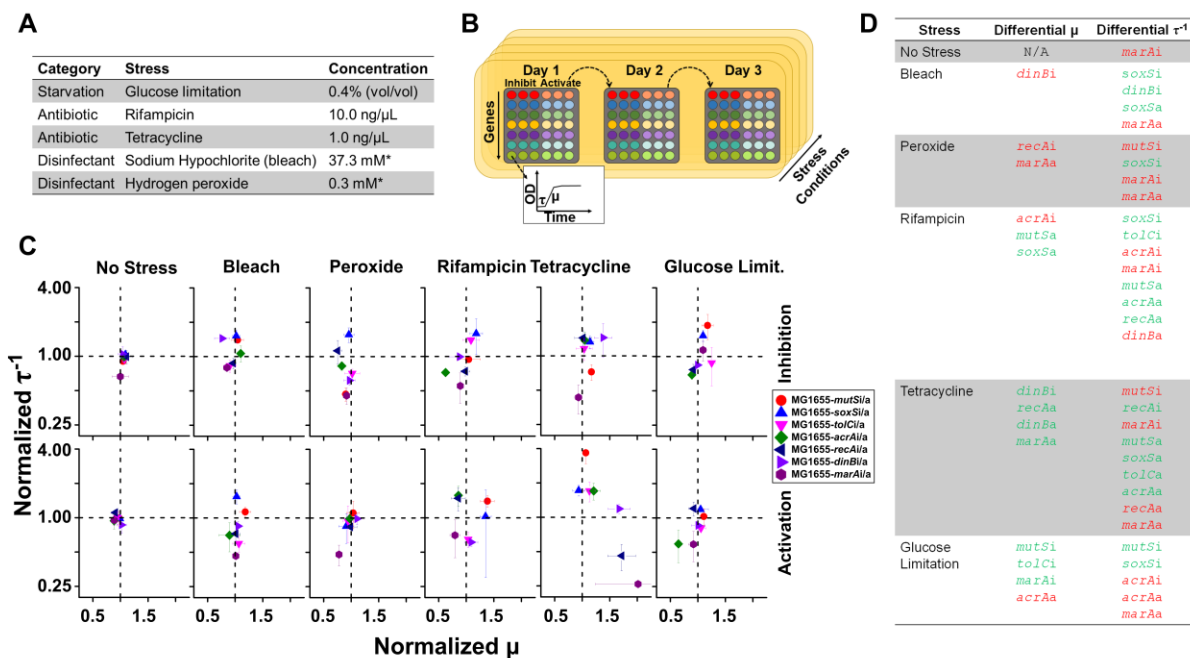 A
Category Stress Concentration
Starvation Glucose limitation 0.4% (vol/vol)
Antibiotic Rifampicin 10.0 ng/µL
Antibiotic Tetracycline 1.0 ng/µL
Disinfectant Sodium Hypochlorite (bleach) 37.3 mM*
Disinfectant Hydrogen peroxide 0.3 mM*
B
Day 1 Day 2 Day 3
Inhibit Activate
Genes
OD
τ μ
Time
Stress
Conditions
C
No Stress Bleach Peroxide Rifampicin Tetracycline Glucose Limit.
4.00
1.00
0.25
4.00
1.00
0.25
Normalized τ⁻¹
0.5 1.5 0.5 1.5 0.5 1.5 0.5 1.5 0.5 1.5 0.5 1.5
Normalized μ
Inhibition
Activation
MG1655-mutSi/a
MG1655-soxSi/a
MG1655-tolCi/a
MG1655-acrAi/a
MG1655-recAi/a
MG1655-dinBi/a
MG1655-marAi/a
D
Stress Differential μ Differential τ⁻¹
No Stress N/A marAi
Bleach dinBi soxSi
dinBi
soxSa
marAa
Peroxide recAi mutSi
marAa soxSi
marAi
marAa
Rifampicin acrAi soxSi
mutSa tolCi
soxSa acrAi
marAi
mutSa
acrAa
recAa
dinBa
Tetracycline dinBi mutSi
recAa recAi
dinBa marAi
marAa mutSa
soxSa
tolCa
acrAa
recAa
marAa
Glucose mutSi mutSi
Limitation tolCi soxSi
marAi acrAi
acrAa acrAa
marAa